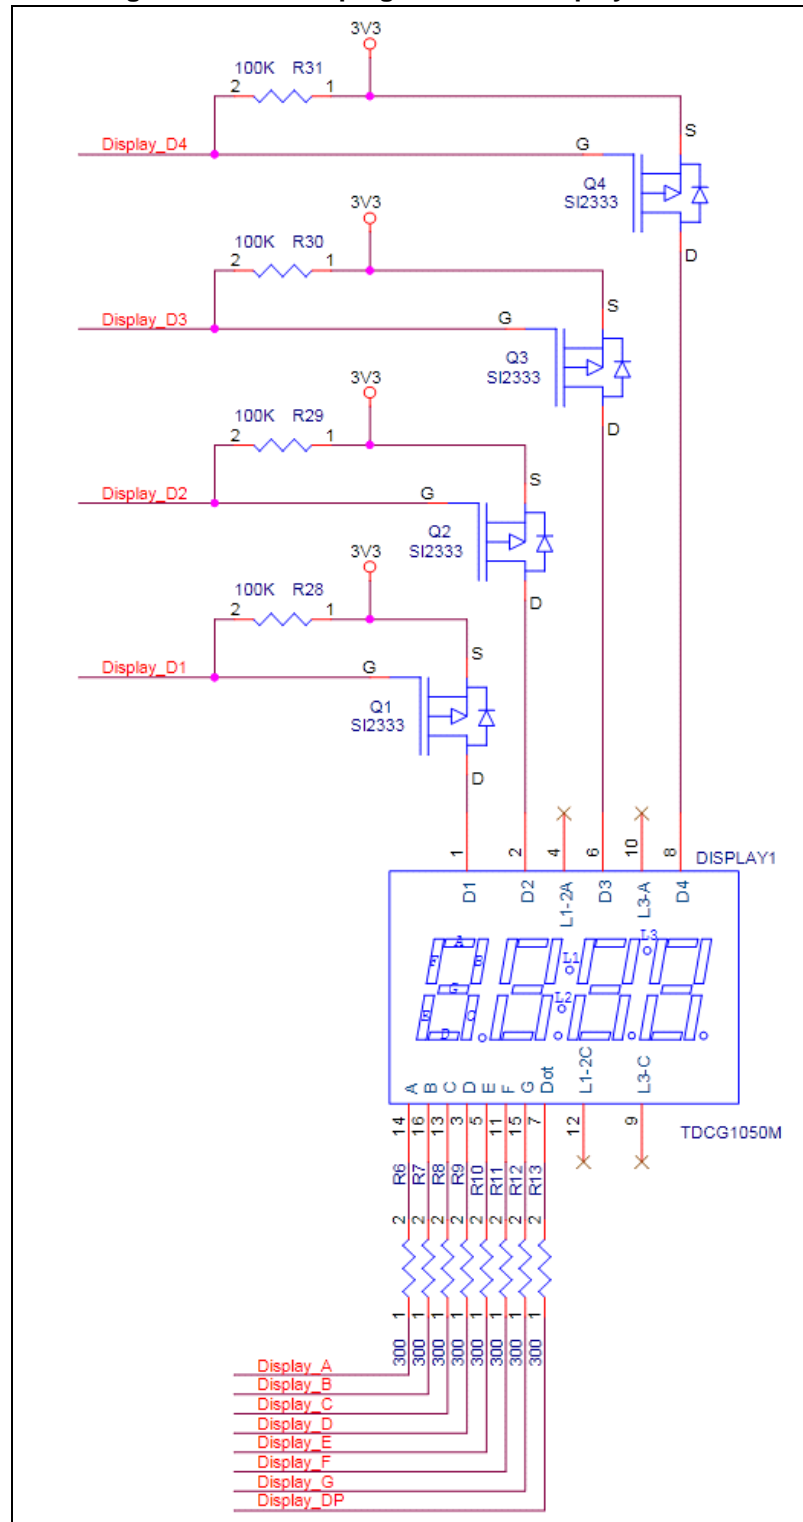 3V3
100K R31
2 1
Display_D4
G
S
Q4
SI2333
D
3V3
100K R30
2 1
Display_D3
G
S
Q3
SI2333
D
3V3
100K R29
2 1
Display_D2
G
S
Q2
SI2333
D
3V3
100K R28
2 1
Display_D1
G
S
Q1
SI2333
D
1 2 4 6 10 8
DISPLAY1
D1 D2 L1-2A D3 L3-A D4
A
F B
G
E C
D
L1
L2
L3
A B C D E F G Dot L1-2C L3-C
14 16 13 3 5 11 15 7 12 9
TDCG1050M
R6 R7 R8 R9 R10 R11 R12 R13
2 2 2 2 2 2 2 2
1 1 1 1 1 1 1 1
300 300 300 300 300 300 300 300
Display_A
Display_B
Display_C
Display_D
Display_E
Display_F
Display_G
Display_DP